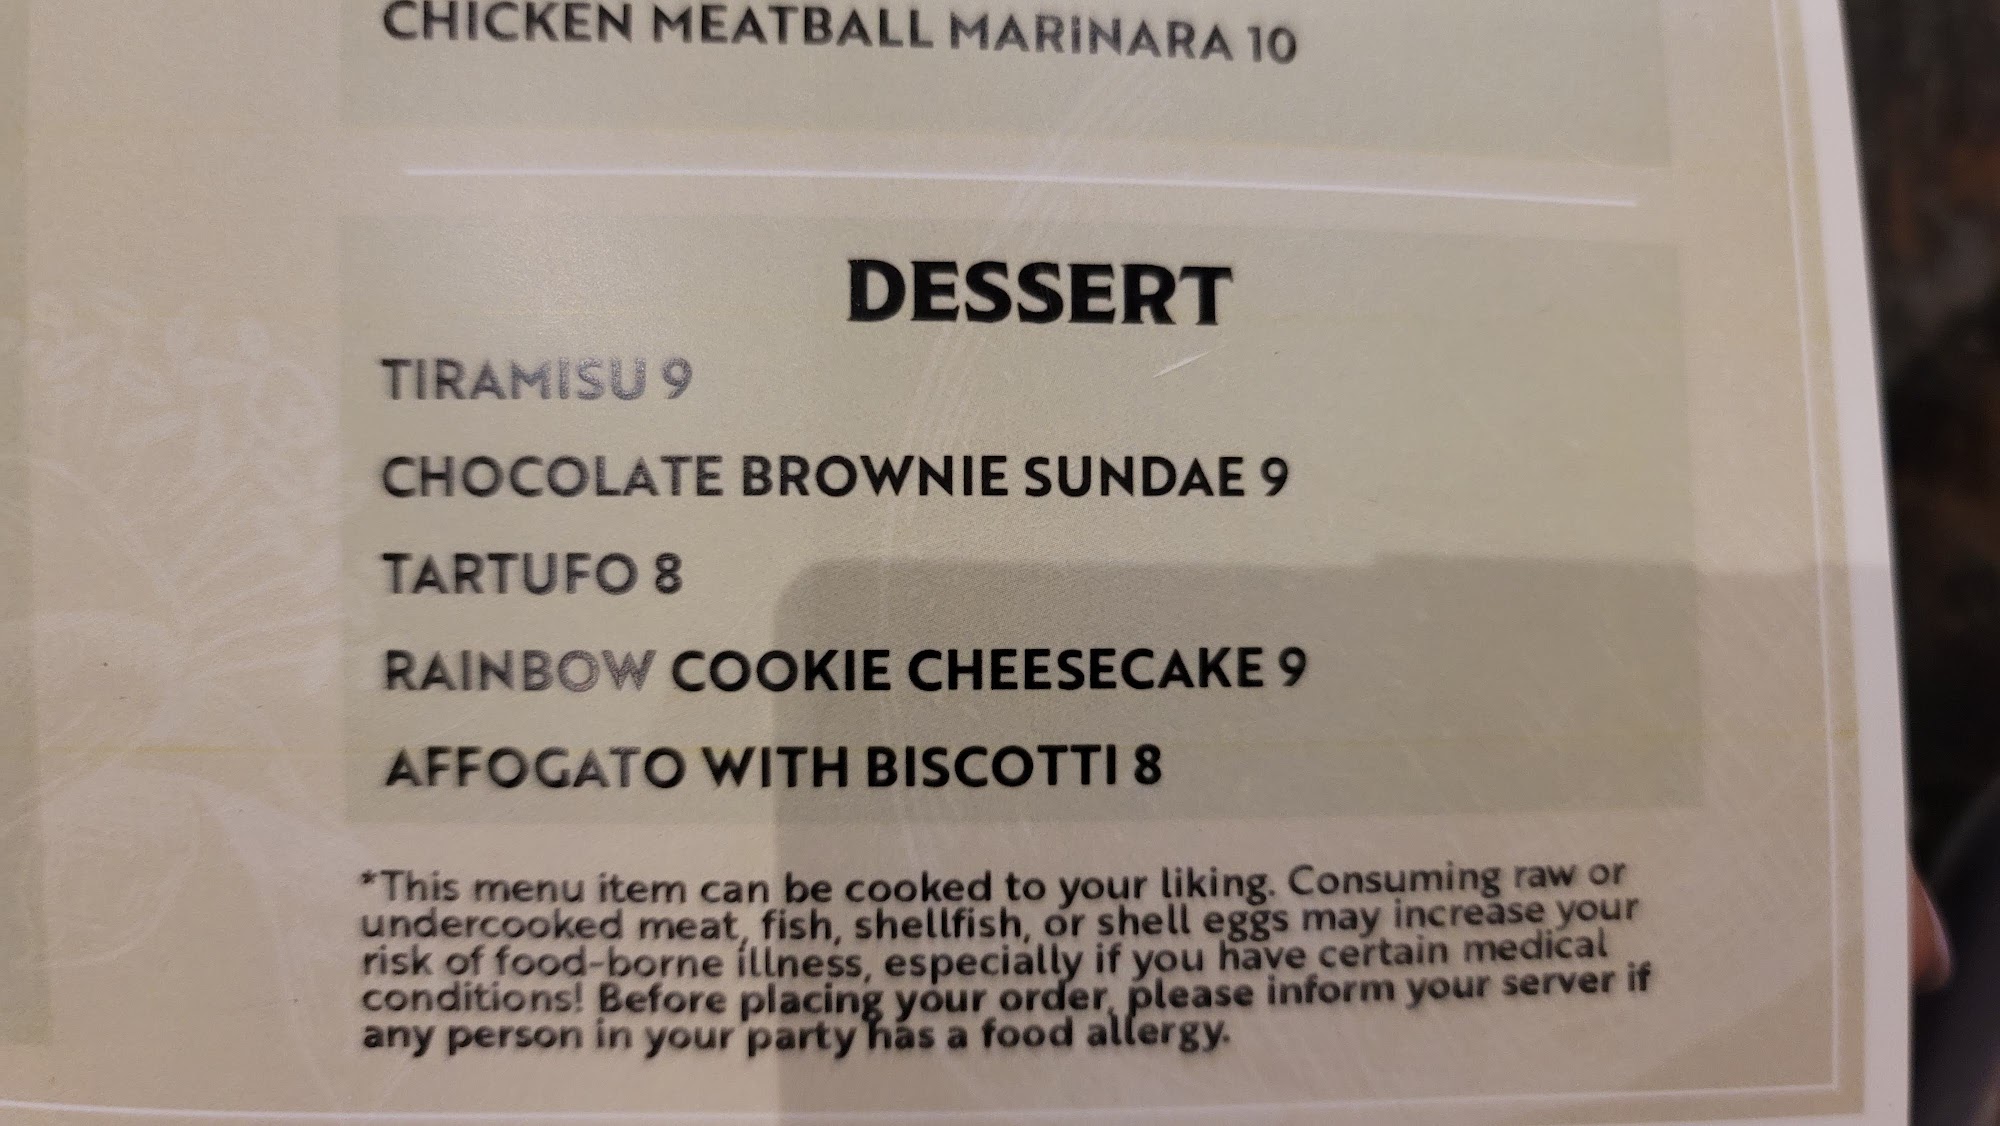 CHICKEN MEATBALL MARINARA 10
DESSERT
TIRAMISU 9
CHOCOLATE BROWNIE SUNDAE 9
TARTUFO 8
RAINBOW COOKIE CHEESECAKE 9
AFFOGATO WITH BISCOTTI 8
*This menu item can be cooked to your liking. Consuming raw or
undercooked meat, fish, shellfish, or shell eggs may increase your
risk of food-borne illness, especially if you have certain medical
conditions! Before placing your order, please inform your server if
any person in your party has a food allergy.